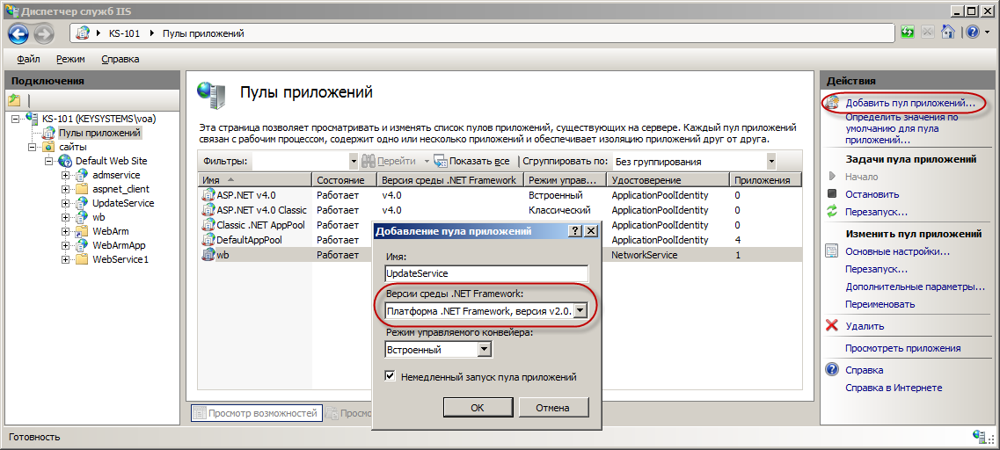 Диспетчер служб IIS
KS-101 Пулы приложений
Файл Режим Справка
Подключения
KS-101 (KEYSYSTEMS\voa)
Пулы приложений
сайты
Default Web Site
admservice
aspnet_client
UpdateService
wb
WebArm
WebArmApp
WebService1
Пулы приложений
Эта страница позволяет просматривать и изменять список пулов приложений, существующих на сервере. Каждый пул приложений
связан с рабочим процессом, содержит одно или несколько приложений и обеспечивает изоляцию приложений друг от друга.
Фильтры: Перейти Показать все Сгруппировать по: Без группирования
Имя Состояние Версия среды .NET Framework Режим управ... Удостоверение Приложения
ASP.NET v4.0 Работает v4.0 Встроенный ApplicationPoolIdentity 0
ASP.NET v4.0 Classic Работает v4.0 Классический ApplicationPoolIdentity 0
Classic .NET AppPool Работает ApplicationPoolIdentity 0
DefaultAppPool Работает ApplicationPoolIdentity 4
wb Работает NetworkService 1
Добавление пула приложений
Имя:
UpdateService
Версии среды .NET Framework:
Платформа .NET Framework, версия v2.0.
Режим управляемого конвейера:
Встроенный
Немедленный запуск пула приложений
OK Отмена
Просмотр возможностей Просмо
Действия
Добавить пул приложений...
Определить значения по
умолчанию для пула
приложений...
Задачи пула приложений
Начало
Остановить
Перезапуск...
Изменить пул приложений
Основные настройки...
Перезапуск...
Дополнительные параметры...
Переименовать
Удалить
Просмотреть приложения
Справка
Справка в Интернете
Готовность